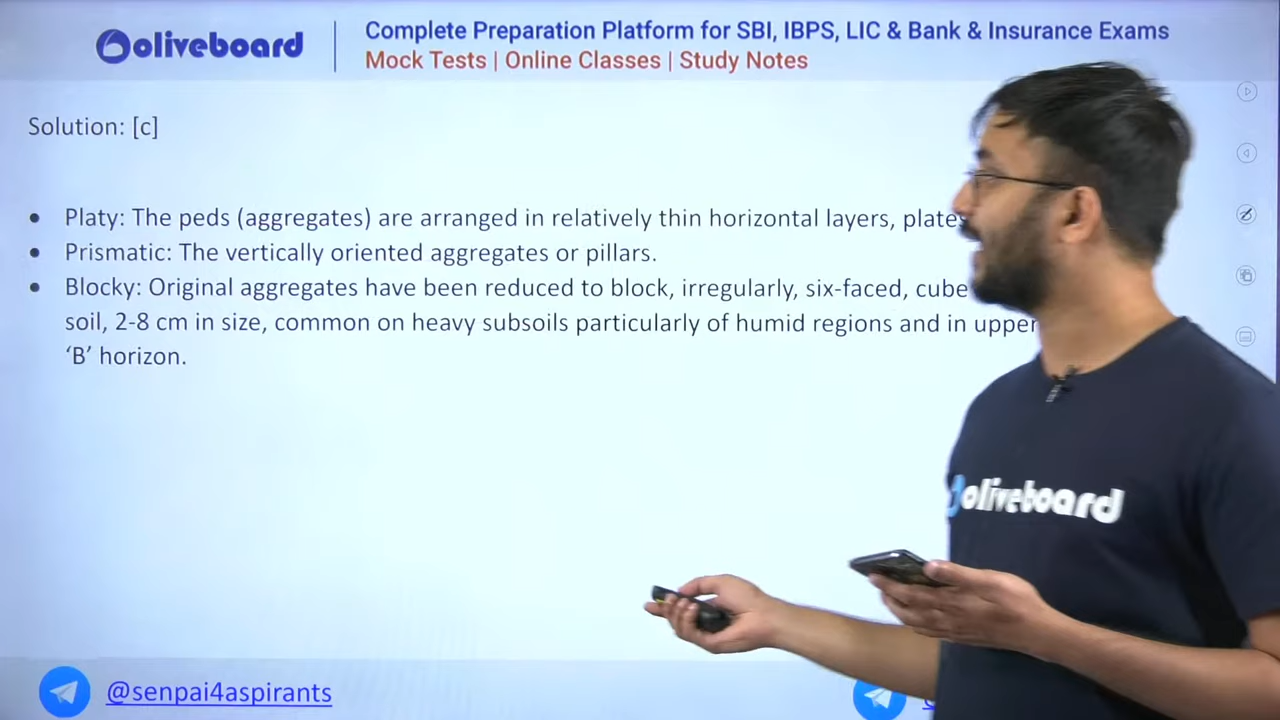 oliveboard
Complete Preparation Platform for SBI, IBPS, LIC & Bank & Insurance Exams
Mock Tests | Online Classes | Study Notes
Solution: [c]
• Platy: The peds (aggregates) are arranged in relatively thin horizontal layers,
• Prismatic: The vertically oriented aggregates or pillars.
• Blocky: Original aggregates have been reduced to block, irregularly, six-faced,
soil, 2-8 cm in size, common on heavy subsoils particularly of humid regions and in upper
‘B’ horizon.
oliveboard
@senpai4aspirants